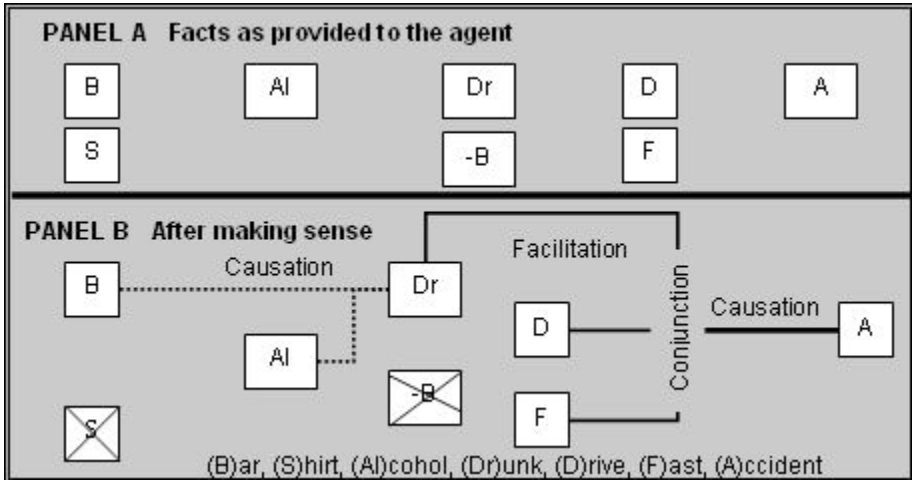 PANEL A Facts as provided to the agent
B Al Dr D A
S -B F
PANEL B After making sense
Causation
Facilitation
B
Dr
Conjunction
Causation
D
A
Al
-B
S
F
(B)ar, (S)hirt, (Al)cohol, (Dr)unk, (D)rive, (F)ast, (A)ccident